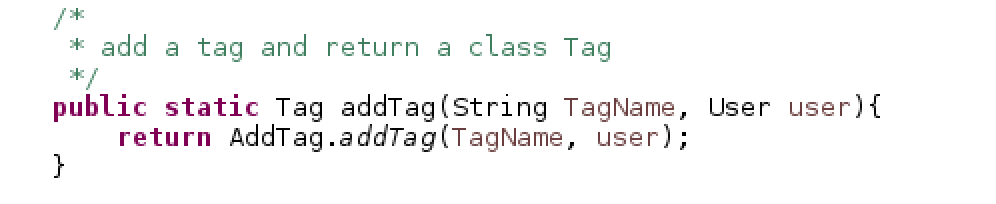 /*
 * add a tag and return a class Tag
 */
public static Tag addTag(String TagName, User user){
    return AddTag.addTag(TagName, user);
}